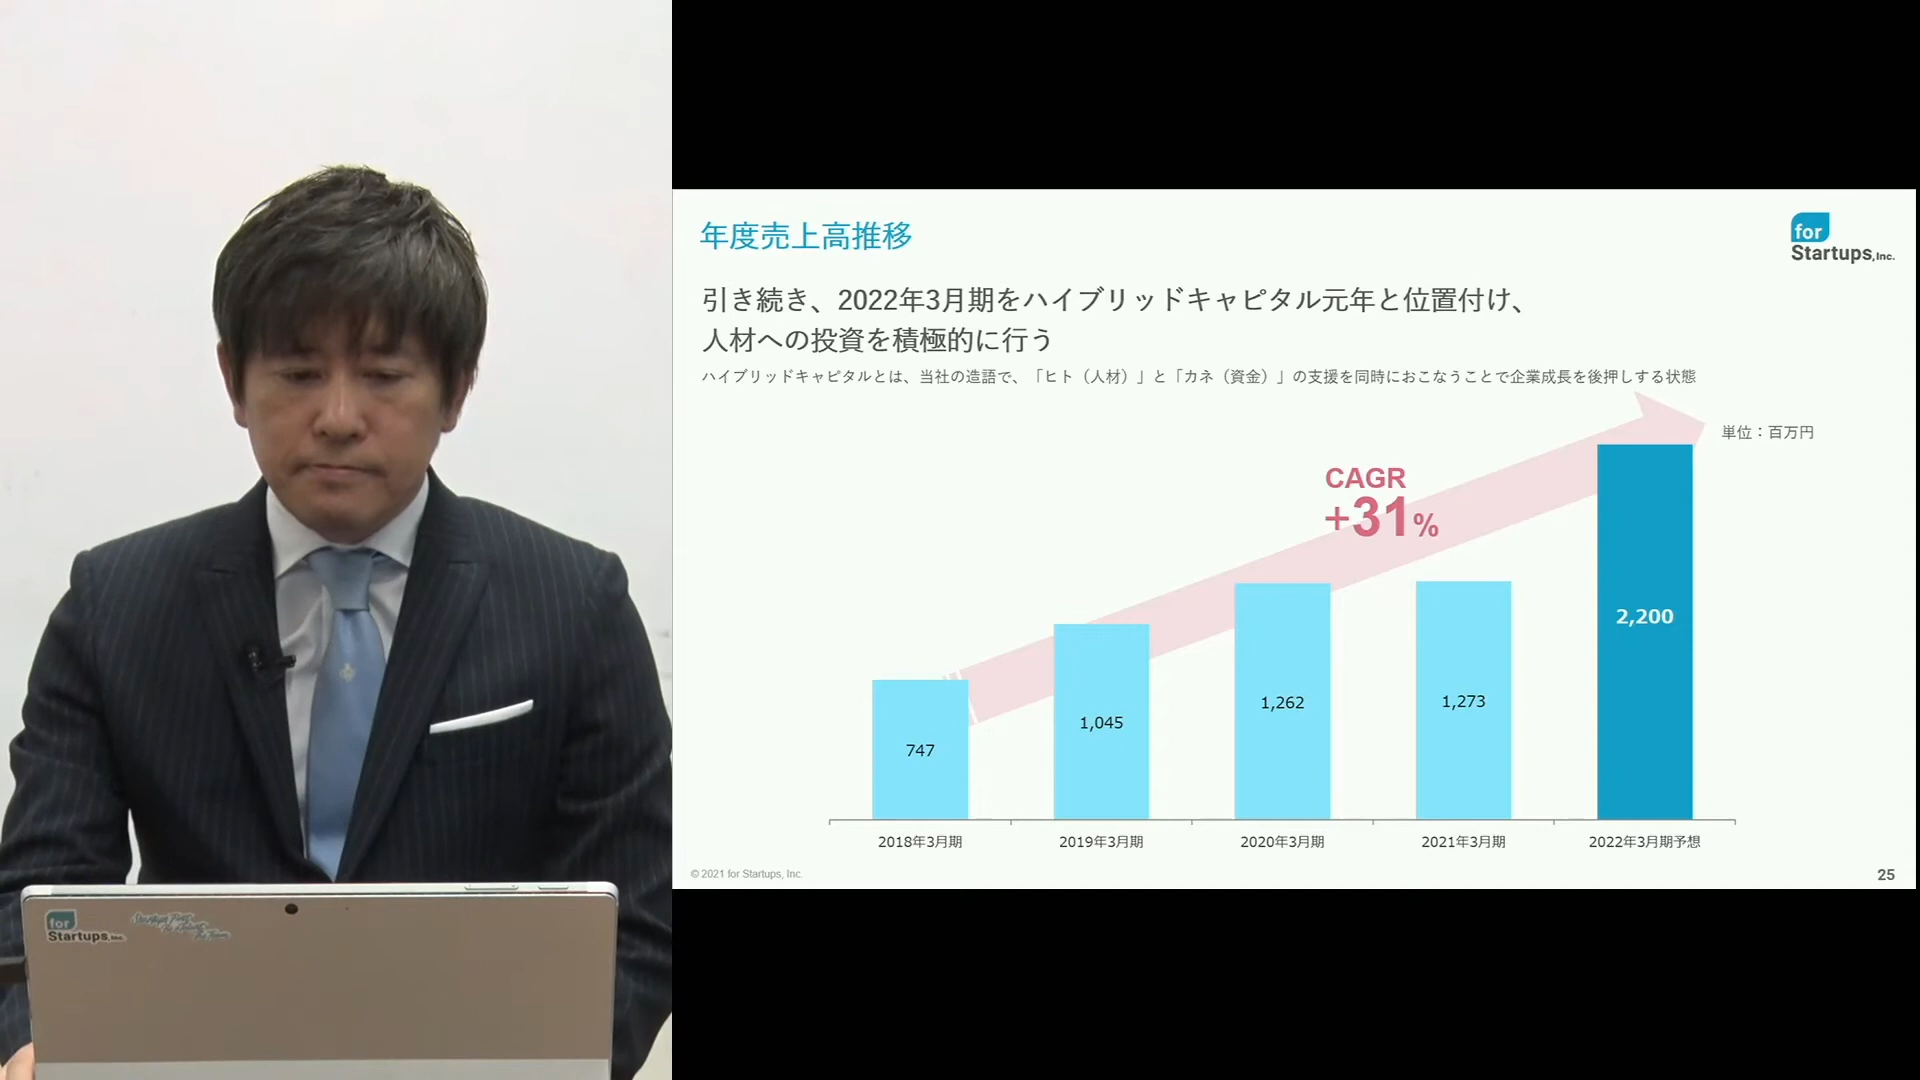 年度売上高推移
for
Startups,Inc.
引き続き、2022年3月期をハイブリッドキャピタル元年と位置付け、
人材への投資を積極的に行う
ハイブリッドキャピタルとは、当社の造語で、「ヒト（人材）」と「カネ（資金）」の支援を同時におこなうことで企業成長を後押しする状態
単位：百万円
CAGR
+31%
747
1,045
1,262
1,273
2,200
2018年3月期
2019年3月期
2020年3月期
2021年3月期
2022年3月期予想
© 2021 for Startups, Inc.
25
for
Startups,Inc.